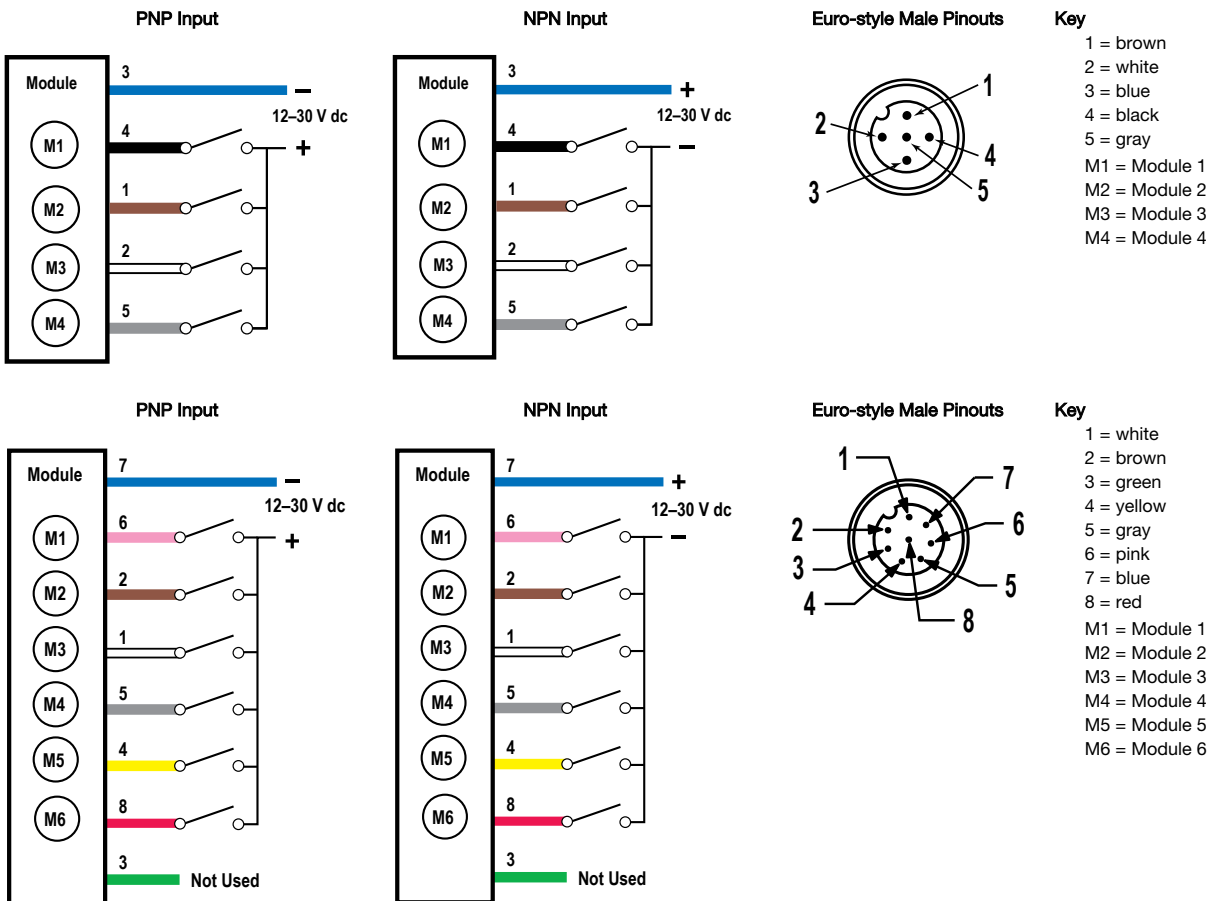 PNP Input
Module
3
−
12–30 V dc
M1
4
+
M2
1
M3
2
M4
5
NPN Input
Module
3
+
12–30 V dc
M1
4
−
M2
1
M3
2
M4
5
Euro-style Male Pinouts
1
2
3
4
5
Key
1 = brown
2 = white
3 = blue
4 = black
5 = gray
M1 = Module 1
M2 = Module 2
M3 = Module 3
M4 = Module 4
PNP Input
Module
7
−
12–30 V dc
M1
6
+
M2
2
M3
1
M4
5
M5
4
M6
8
3
Not Used
NPN Input
Module
7
+
12–30 V dc
M1
6
−
M2
2
M3
1
M4
5
M5
4
M6
8
3
Not Used
Euro-style Male Pinouts
1
7
2
6
3
5
4
8
Key
1 = white
2 = brown
3 = green
4 = yellow
5 = gray
6 = pink
7 = blue
8 = red
M1 = Module 1
M2 = Module 2
M3 = Module 3
M4 = Module 4
M5 = Module 5
M6 = Module 6